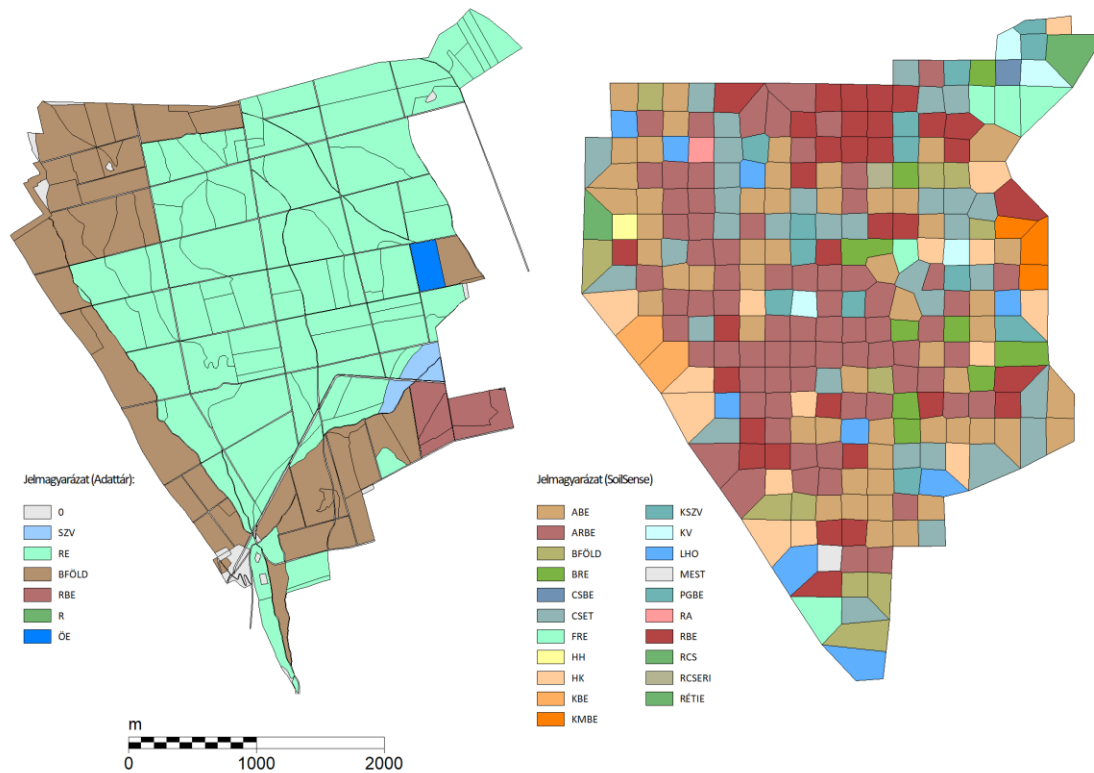 Jelmagyarázat (Adattár):
0
SZV
RE
BFÖLD
RBE
R
ÖE
m
0 1000 2000
Jelmagyarázat (SoilSense)
ABE
ARBE
BFÖLD
BRE
CSBE
CSET
FRE
HH
HK
KBE
KMBE
KSZV
KV
LHO
MEST
PGBE
RA
RBE
RCS
RCSERI
RÉTIE